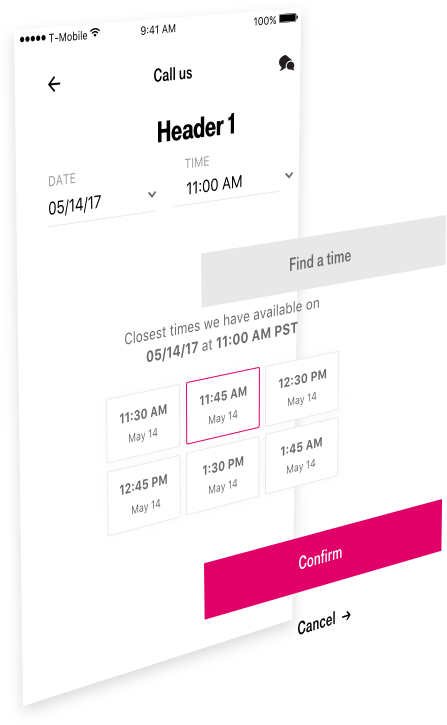 T-Mobile 9:41 AM 100%
Call us
Header 1
DATE TIME
05/14/17 11:00 AM
Find a time
Closest times we have available on
05/14/17 at 11:00 AM PST
11:30 AM 11:45 AM 12:30 PM
May 14 May 14 May 14
12:45 PM 1:30 PM 1:45 AM
May 14 May 14 May 14
Confirm
Cancel →